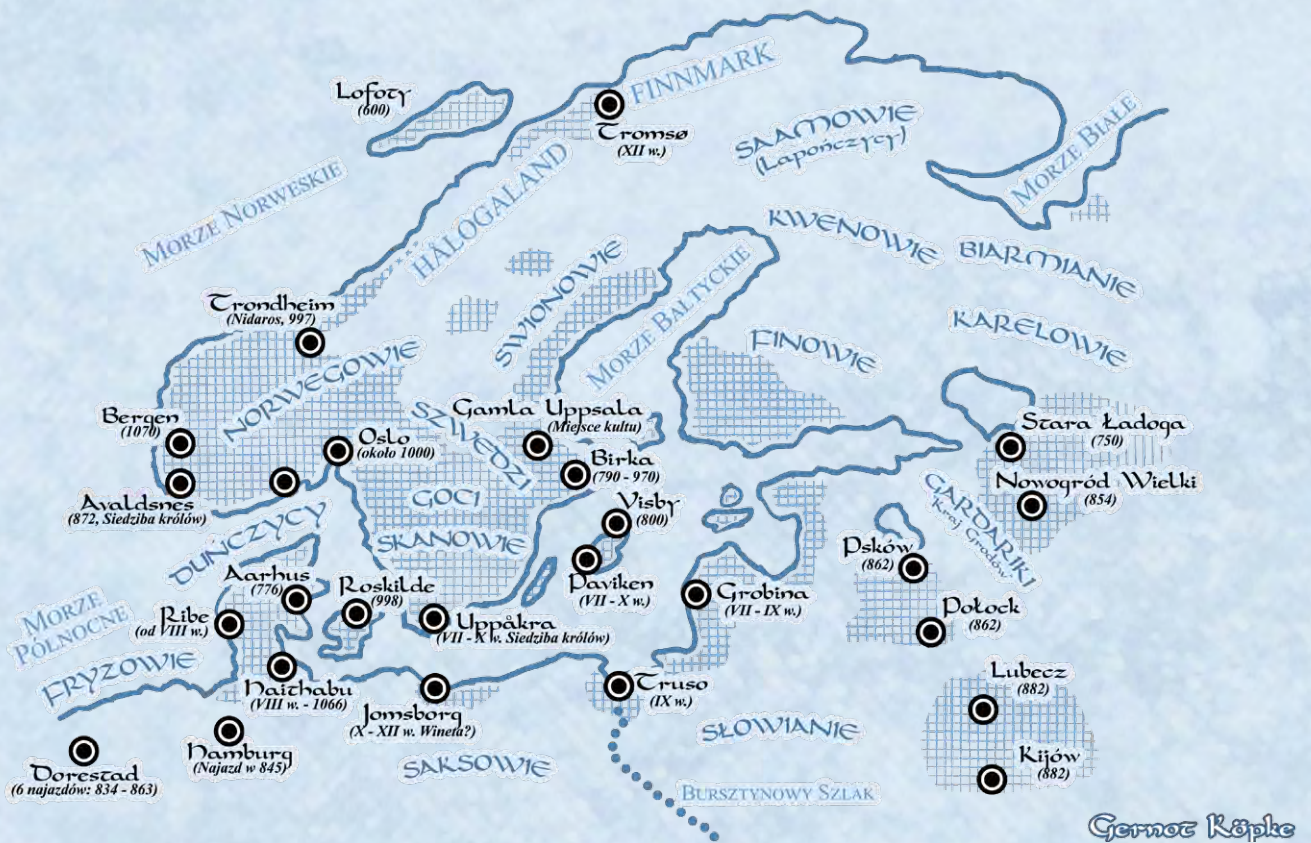 Lofoty
(600)
FINNMARK
Tromsø
(XII w.)
SAAMOWIE
(Lapończycy)
MORZE BIAŁE
MORZE NORWESKIE
HÅLOGALAND
KWENOWIE
BIARMIANIE
SWIONOWIE
MORZE BAŁTYCKIE
Trondheim
(Nidaros, 997)
FINOWIE
KARELOWIE
NORWEGOWIE
Bergen
(1070)
Oslo
(około 1000)
SZWEDZI
Gamla Uppsala
(Miejsce kultu)
Stara Ładoga
(750)
Birka
(790 - 970)
Avaldsnes
(872, Siedziba królów)
GOCI
Nowogród Wielki
(854)
GARDARIKI
Kraj Grodów
Visby
(800)
DUŃCZYCY
SKANOWIE
Psków
(862)
Aarhus
(776)
Roskilde
(998)
Paviken
(VII - X w.)
Grobina
(VII - IX w.)
Połock
(862)
MORZE
PÓŁNOCNE
Ribe
(od VIII w.)
Uppåkra
(VII - X w. Siedziba królów)
FRYZOWIE
Haithabu
(VIII w. - 1066)
Jomsborg
(X - XII w. Wineta?)
Truso
(IX w.)
Lubecz
(882)
SŁOWIANIE
Hamburg
(Najazd w 845)
SAKSOWIE
Kijów
(882)
Dorestad
(6 najazdów: 834 - 863)
BURSZTYNOWY SZLAK
Gernot Köpke